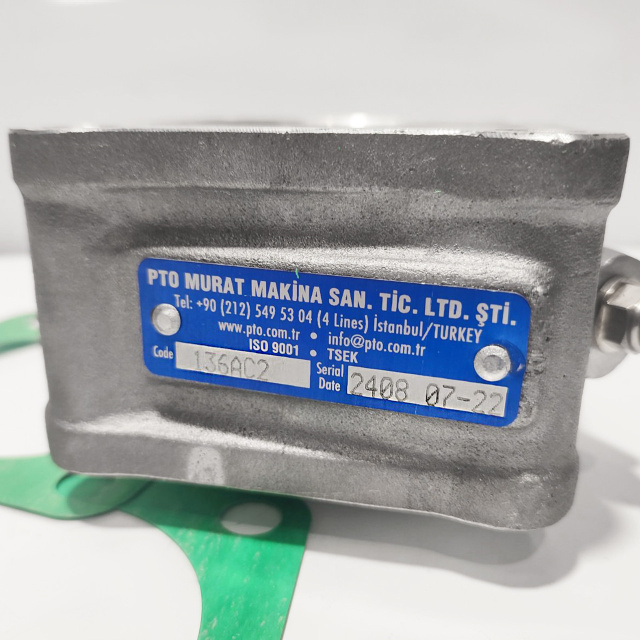 PTO MURAT MAKİNA SAN. TİC. LTD. ŞTİ.
Tel: +90 (212) 549 53 04 (4 Lines) İstanbul/TURKEY
www.pto.com.tr • info@pto.com.tr
ISO 9001 • TSEK
Code 136AC2 Serial Date 2408 07-22